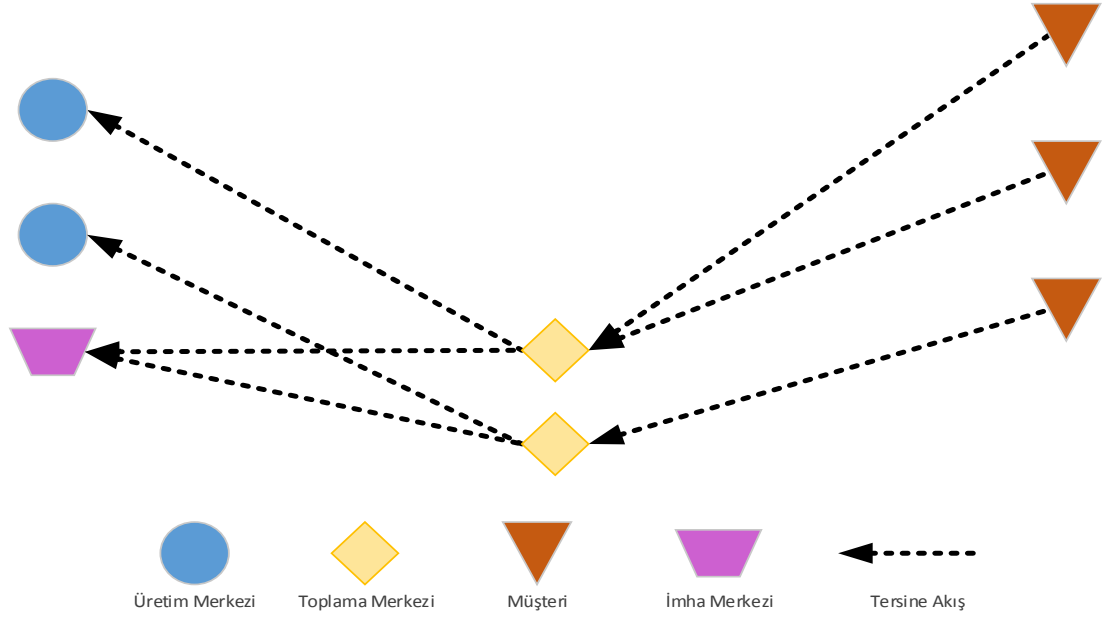 Üretim Merkezi
Toplama Merkezi
Müşteri
İmha Merkezi
Tersine Akış